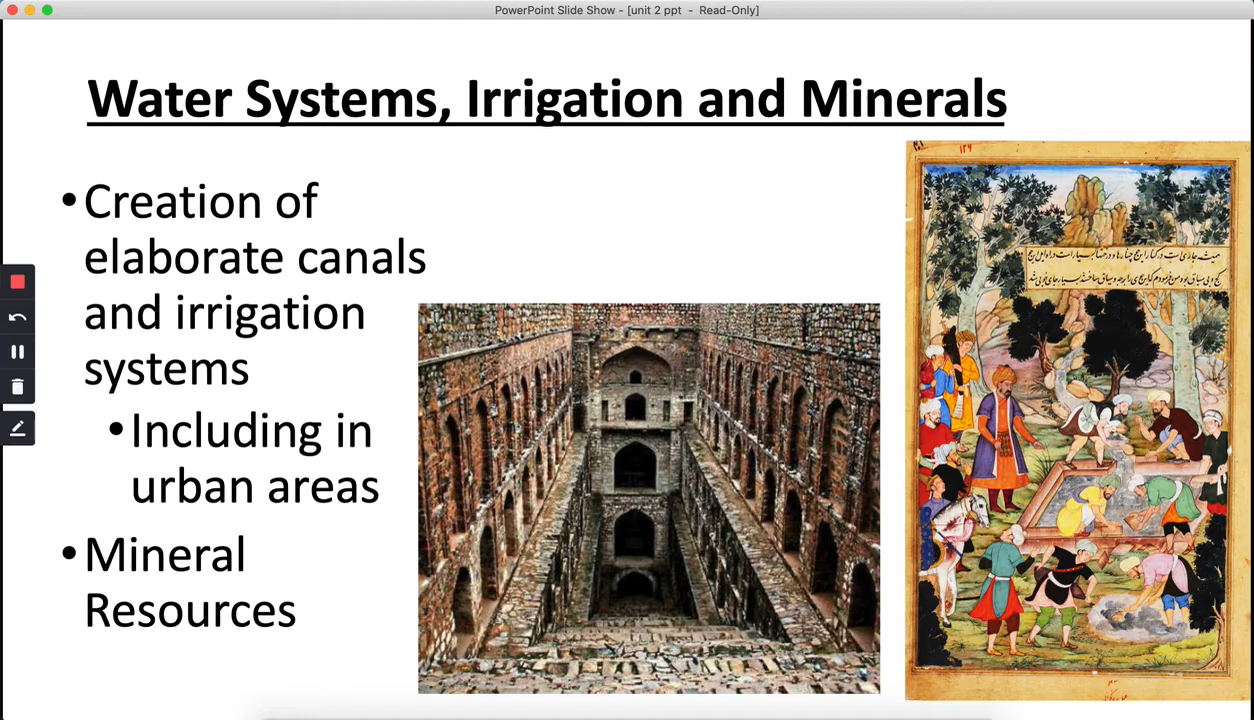 PowerPoint Slide Show - [unit 2 ppt - Read-Only]
Water Systems, Irrigation and Minerals
•Creation of
elaborate canals
and irrigation
systems
•Including in
urban areas
•Mineral
Resources
۱۲۶